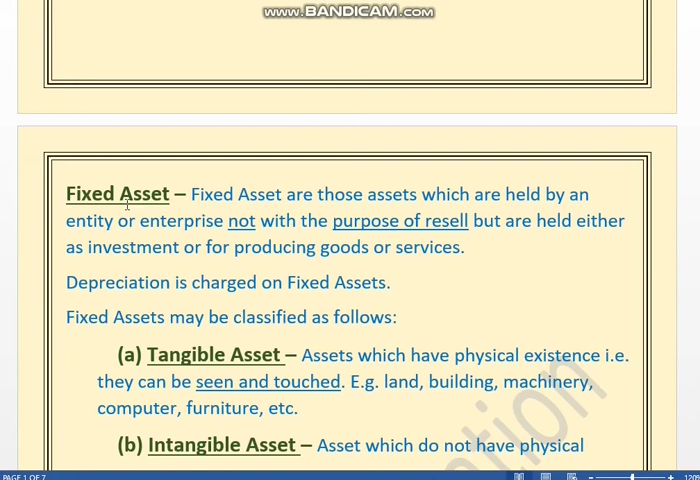 www.BANDICAM.com
Fixed Asset – Fixed Asset are those assets which are held by an
entity or enterprise not with the purpose of resell but are held either
as investment or for producing goods or services.
Depreciation is charged on Fixed Assets.
Fixed Assets may be classified as follows:
(a) Tangible Asset – Assets which have physical existence i.e.
they can be seen and touched. E.g. land, building, machinery,
computer, furniture, etc.
(b) Intangible Asset – Asset which do not have physical
PAGE 1 OF 7